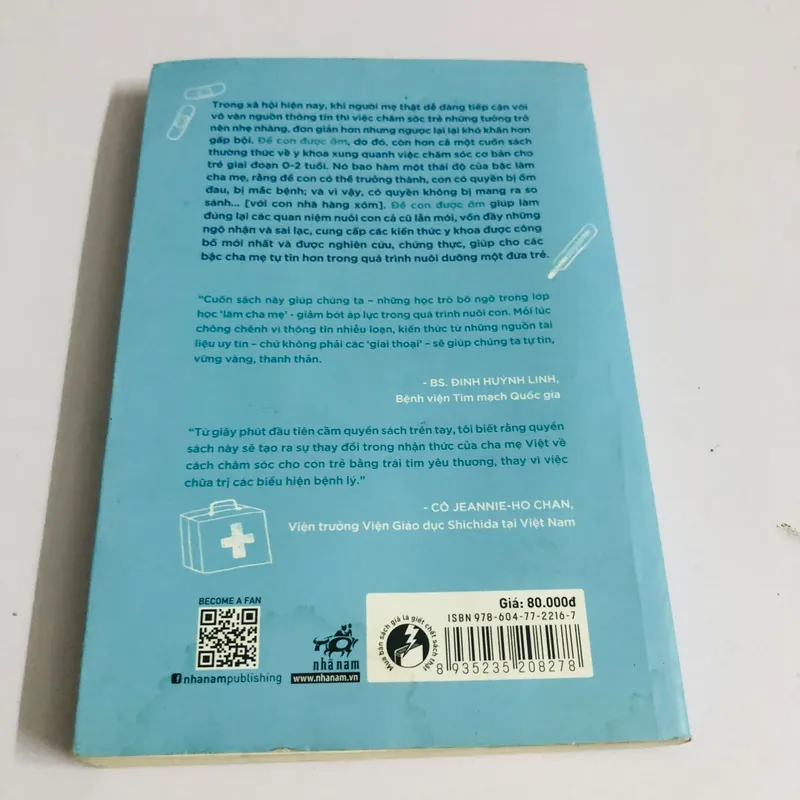 Trong xã hội hiện nay, khi người mẹ thật dễ dàng tiếp cận với
vô vàn nguồn thông tin thì việc chăm sóc trẻ những tưởng trở
nên nhẹ nhàng, đơn giản hơn nhưng ngược lại lại khó khăn hơn
gấp bội. Để con được ốm, do đó, còn hơn cả một cuốn sách
thường thức về y khoa xung quanh việc chăm sóc cơ bản cho
trẻ giai đoạn 0-2 tuổi. Nó bao hàm một thái độ của bậc làm
cha mẹ, rằng để con có thể trưởng thành, con có quyền bị ốm
đau, bị mắc bệnh; và vì vậy, có quyền không bị mang ra so
sánh... [với con nhà hàng xóm]. Để con được ốm giúp làm
đúng lại các quan niệm nuôi con cả cũ lẫn mới, vốn đầy những
ngộ nhận và sai lạc, cung cấp các kiến thức y khoa được công
bố mới nhất và được nghiên cứu, chứng thực, giúp cho các
bậc cha mẹ tự tin hơn trong quá trình nuôi dưỡng một đứa trẻ.
“Cuốn sách này giúp chúng ta – những học trò bỡ ngỡ trong lớp
học ‘làm cha mẹ’ - giảm bớt áp lực trong quá trình nuôi con. Mỗi lúc
chông chênh vì thông tin nhiễu loạn, kiến thức từ những nguồn tài
liệu uy tín – chứ không phải các ‘giai thoại’ – sẽ giúp chúng ta tự tin,
vững vàng, thanh thản.
- BS. ĐINH HUỲNH LINH,
Bệnh viện Tim mạch Quốc gia
“Từ giây phút đầu tiên cầm quyển sách trên tay, tôi biết rằng quyển
sách này sẽ tạo ra sự thay đổi trong nhận thức của cha mẹ Việt về
cách chăm sóc cho con trẻ bằng trái tim yêu thương, thay vì việc
chữa trị các biểu hiện bệnh lý.”
- CÔ JEANNIE-HO CHAN,
Viện trưởng Viện Giáo dục Shichida tại Việt Nam
BECOME A FAN
nhanampublishing
nhã nam
www.nhanam.vn
Mua bán sách giả là giết chết sách thật
Giá: 80.000đ
ISBN 978-604-77-2216-7
8 935235 208278